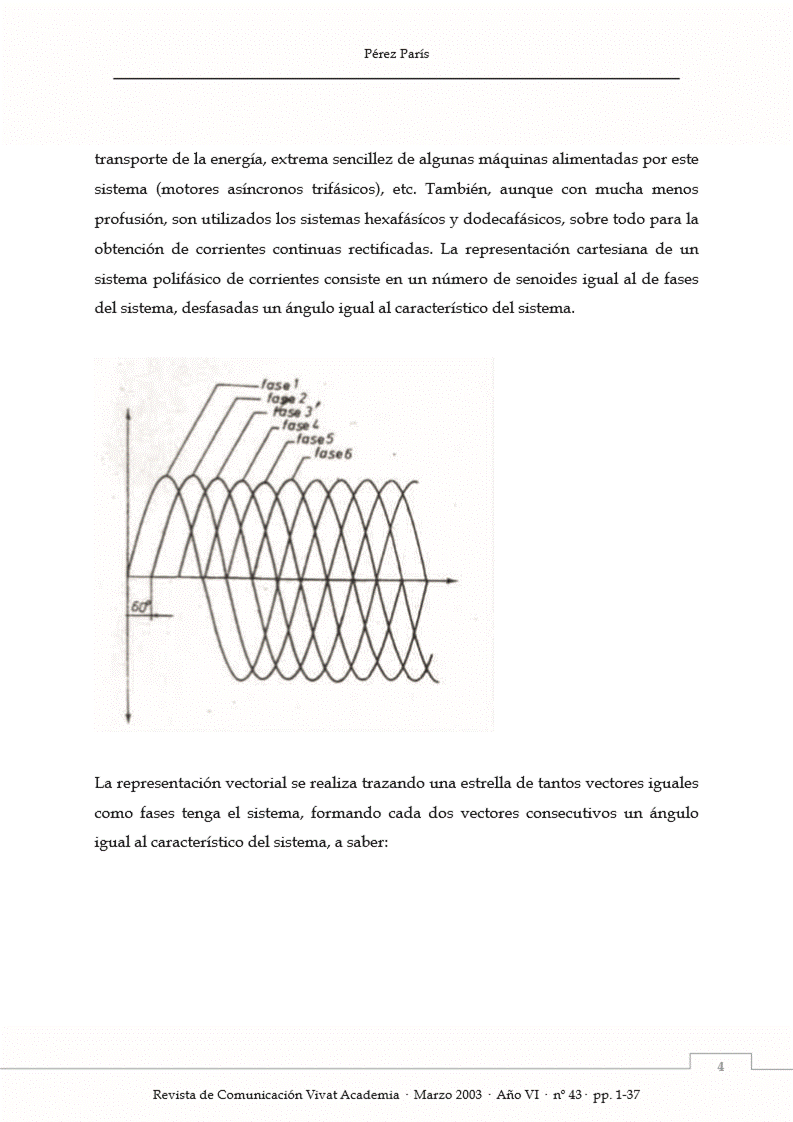 Pérez París
transporte de la energía, extrema sencillez de algunas máquinas alimentadas por este
sistema (motores asíncronos trifásicos), etc. También, aunque con mucha menos
profusión, son utilizados los sistemas hexafásícos y dodecafásicos, sobre todo para la
obtención de corrientes continuas rectificadas. La representación cartesiana de un
sistema polifásico de corrientes consiste en un número de senoides igual al de fases
del sistema, desfasadas un ángulo igual al característico del sistema.
fase 1
fase 2
fase 3
fase 4
fase 5
fase 6
60°
La representación vectorial se realiza trazando una estrella de tantos vectores iguales
como fases tenga el sistema, formando cada dos vectores consecutivos un ángulo
igual al característico del sistema, a saber:
4
Revista de Comunicación Vivat Academia · Marzo 2003 · Año VI · nº 43 · pp. 1-37